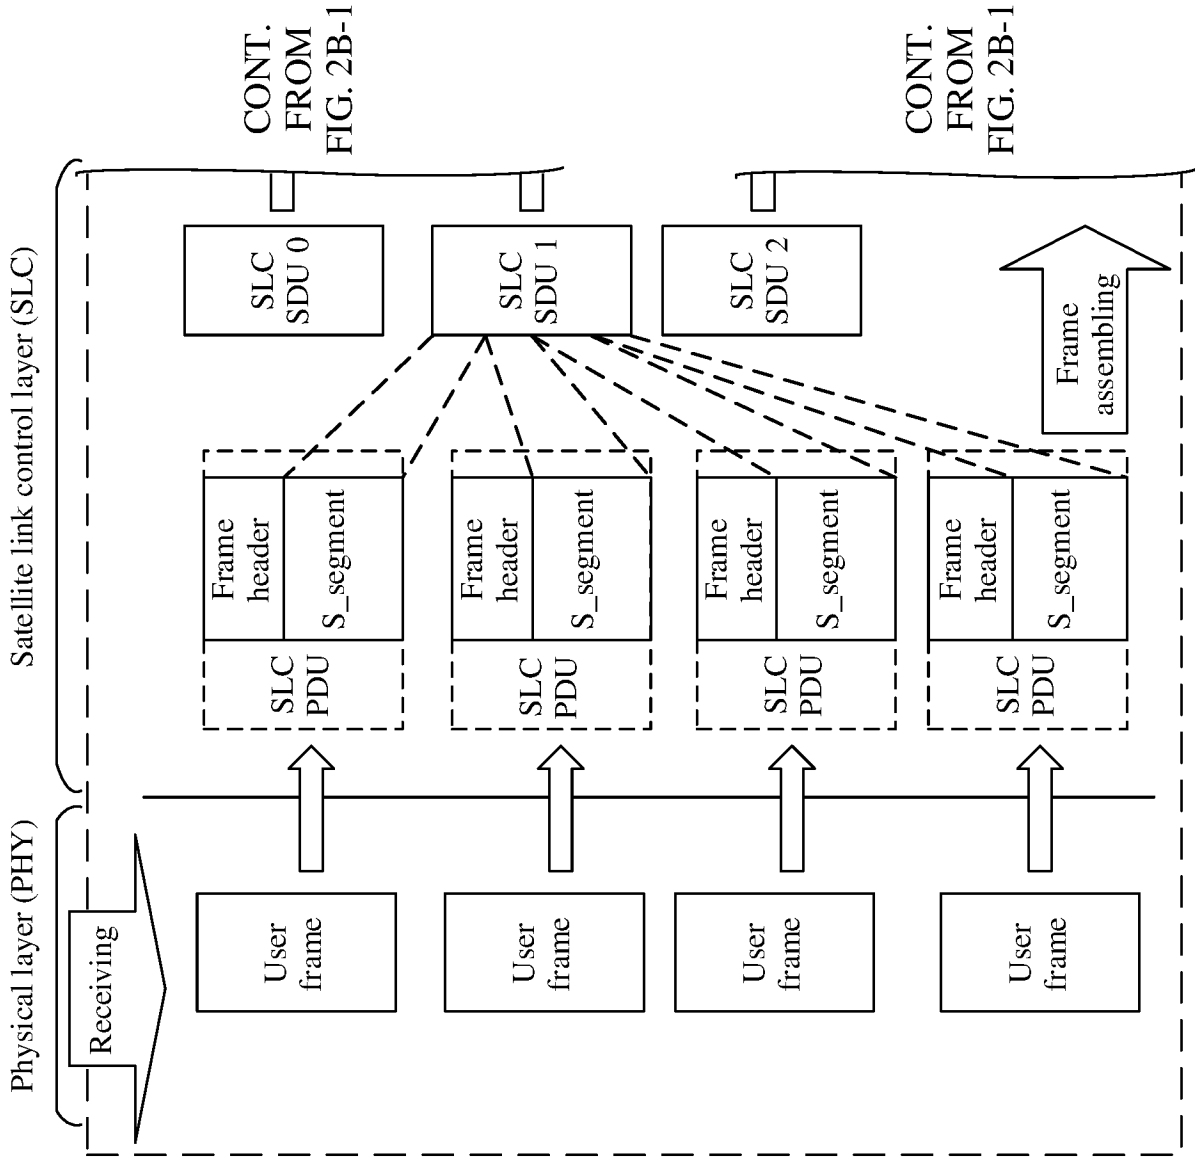 Satellite link control layer (SLC)
Physical layer (PHY)
CONT.
FROM
FIG. 2B-1
CONT.
FROM
FIG. 2B-1
SLC
SDU 0
SLC
SDU 1
SLC
SDU 2
Frame
assembling
Frame
header
S_segment
SLC
PDU
Frame
header
S_segment
SLC
PDU
Frame
header
S_segment
SLC
PDU
Frame
header
S_segment
SLC
PDU
Receiving
User
frame
User
frame
User
frame
User
frame